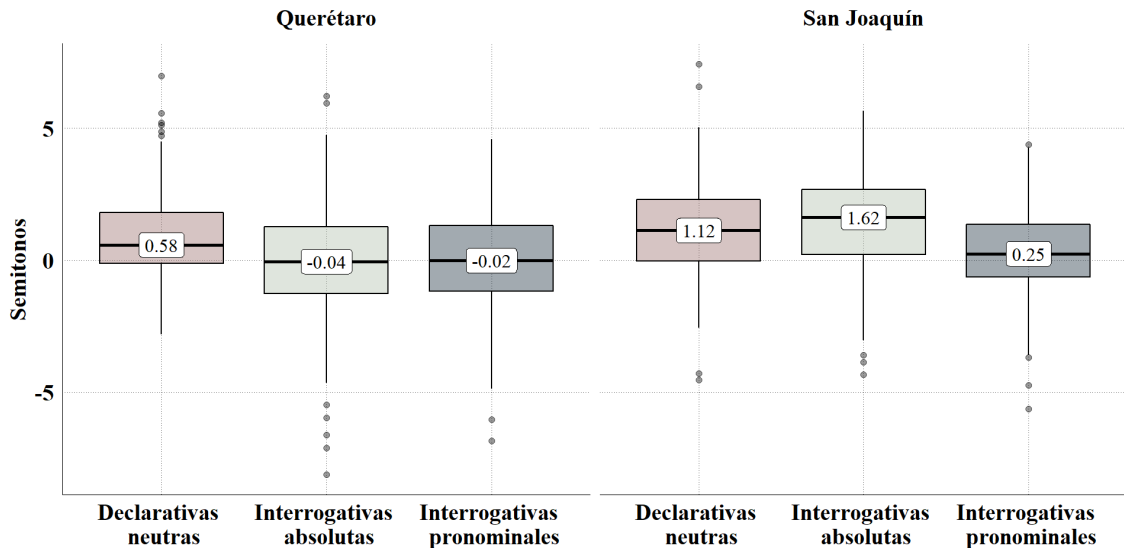 Querétaro
San Joaquín
Semitonos
5
0
-5
0.58
-0.04
-0.02
1.12
1.62
0.25
Declarativas
neutras
Interrogativas
absolutas
Interrogativas
pronominales
Declarativas
neutras
Interrogativas
absolutas
Interrogativas
pronominales